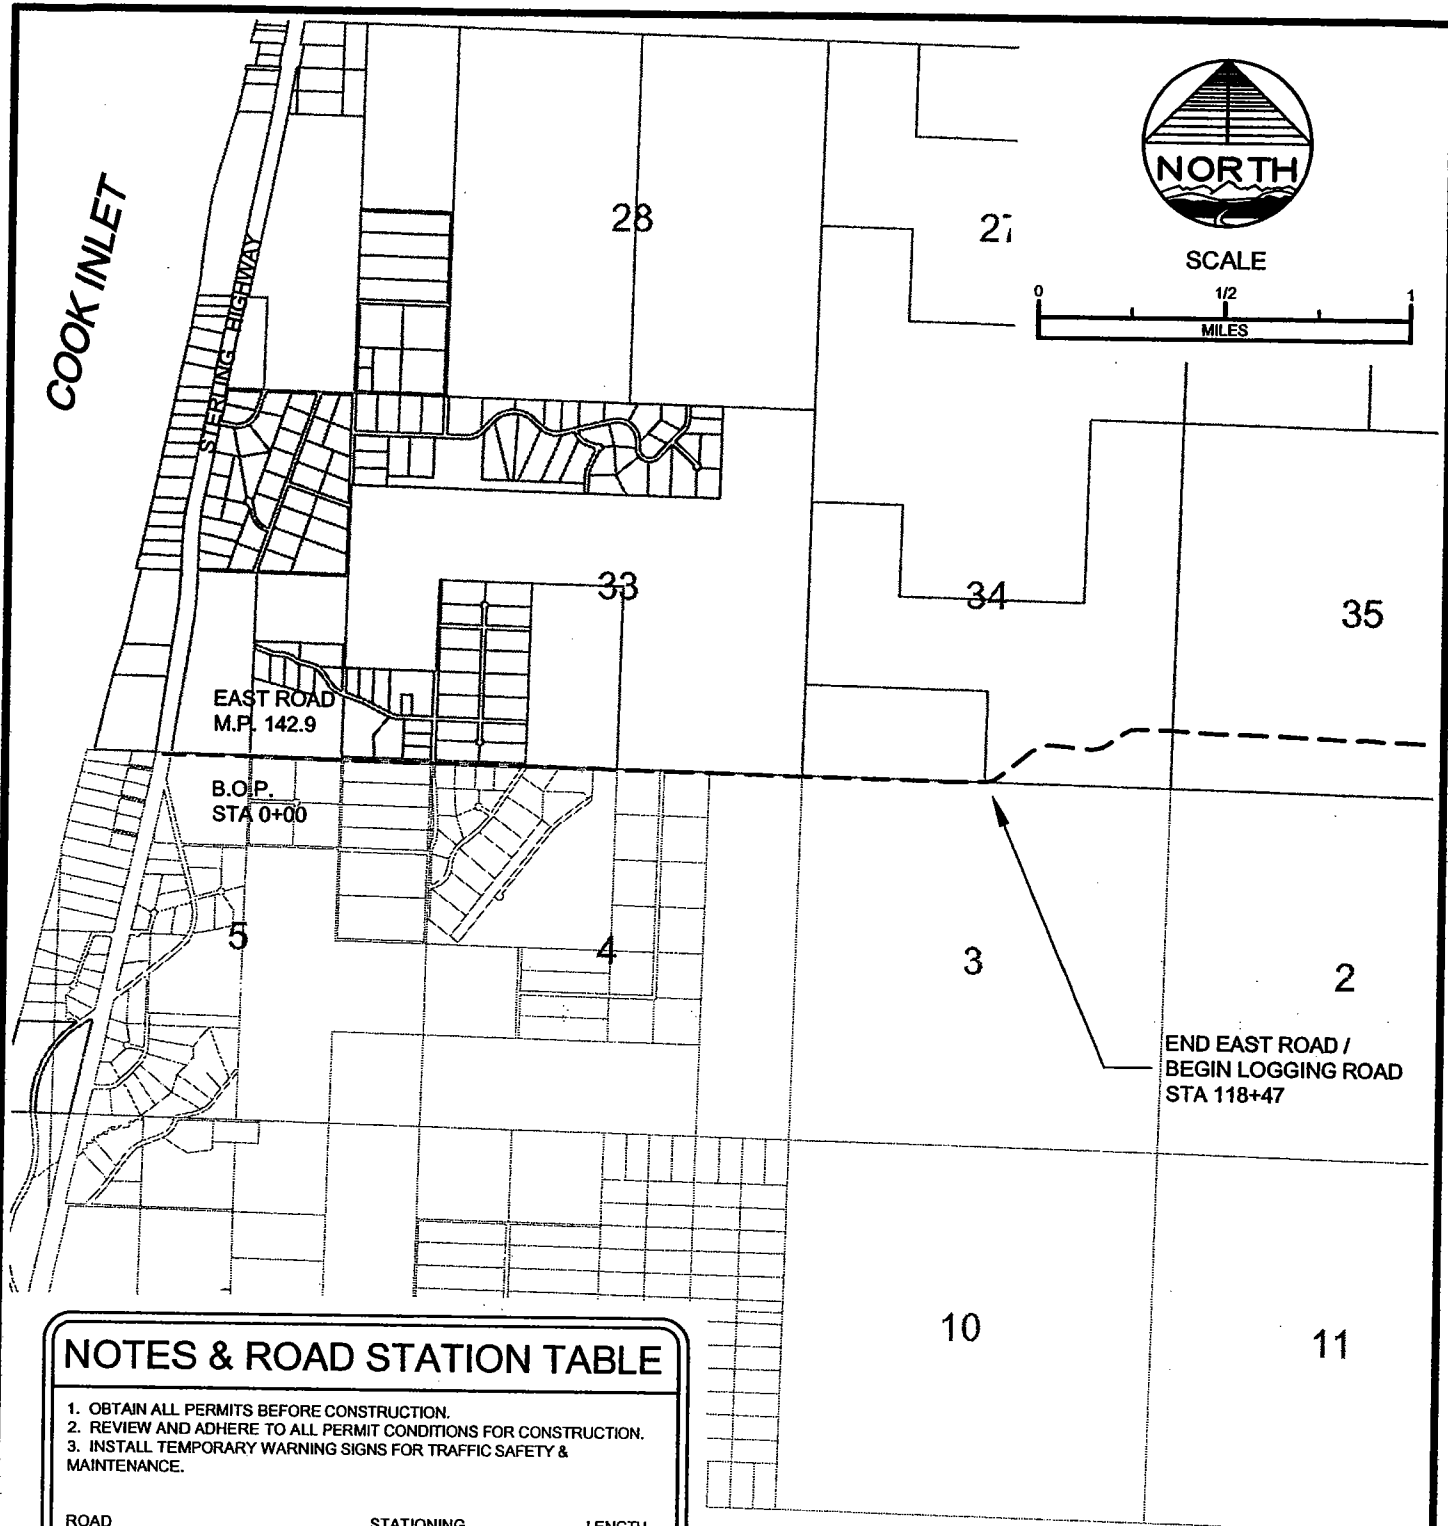 COOK INLET
STERLING HIGHWAY
28
27
NORTH
SCALE
0 1/2 1
MILES
33
34
35
EAST ROAD
M.P. 142.9
B.O.P.
STA 0+00
5
4
3
2
END EAST ROAD /
BEGIN LOGGING ROAD
STA 118+47
10
11
NOTES & ROAD STATION TABLE
1. OBTAIN ALL PERMITS BEFORE CONSTRUCTION.
2. REVIEW AND ADHERE TO ALL PERMIT CONDITIONS FOR CONSTRUCTION.
3. INSTALL TEMPORARY WARNING SIGNS FOR TRAFFIC SAFETY &
MAINTENANCE.
ROAD STATIONING LENGTH